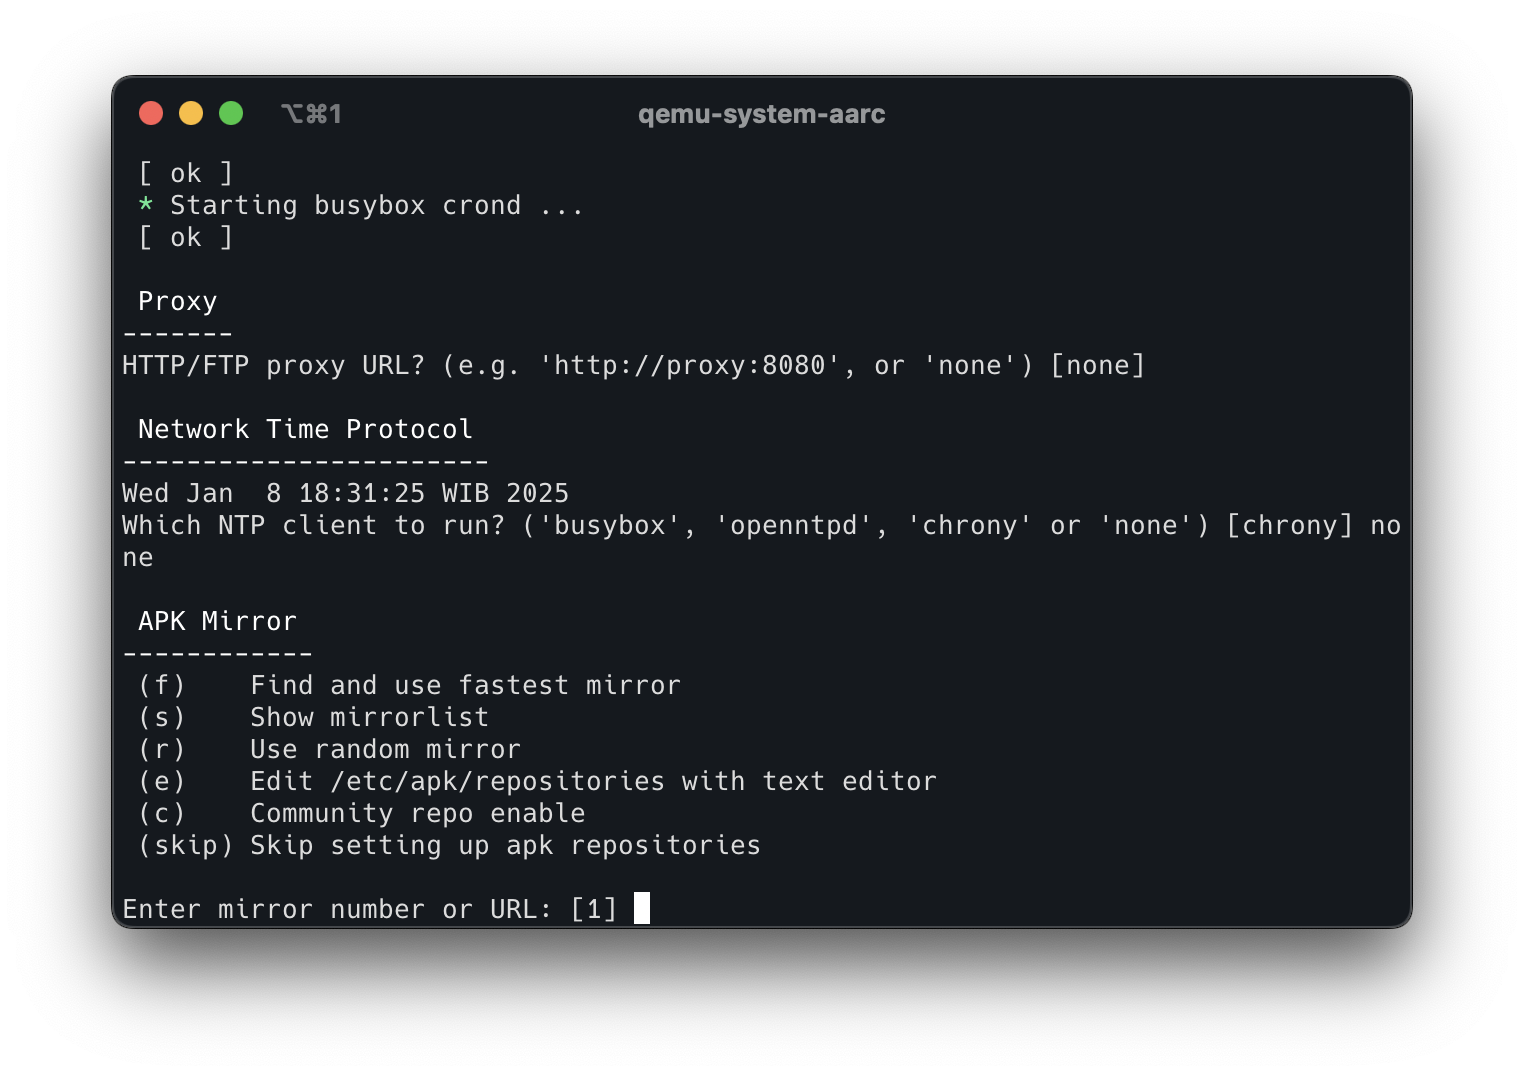 ⌥⌘1 qemu-system-aarc
[ ok ]
* Starting busybox crond ...
[ ok ]
Proxy
-------
HTTP/FTP proxy URL? (e.g. 'http://proxy:8080', or 'none') [none]
Network Time Protocol
-----------------------
Wed Jan  8 18:31:25 WIB 2025
Which NTP client to run? ('busybox', 'openntpd', 'chrony' or 'none') [chrony] no
ne
APK Mirror
------------
(f)    Find and use fastest mirror
(s)    Show mirrorlist
(r)    Use random mirror
(e)    Edit /etc/apk/repositories with text editor
(c)    Community repo enable
(skip) Skip setting up apk repositories
Enter mirror number or URL: [1]